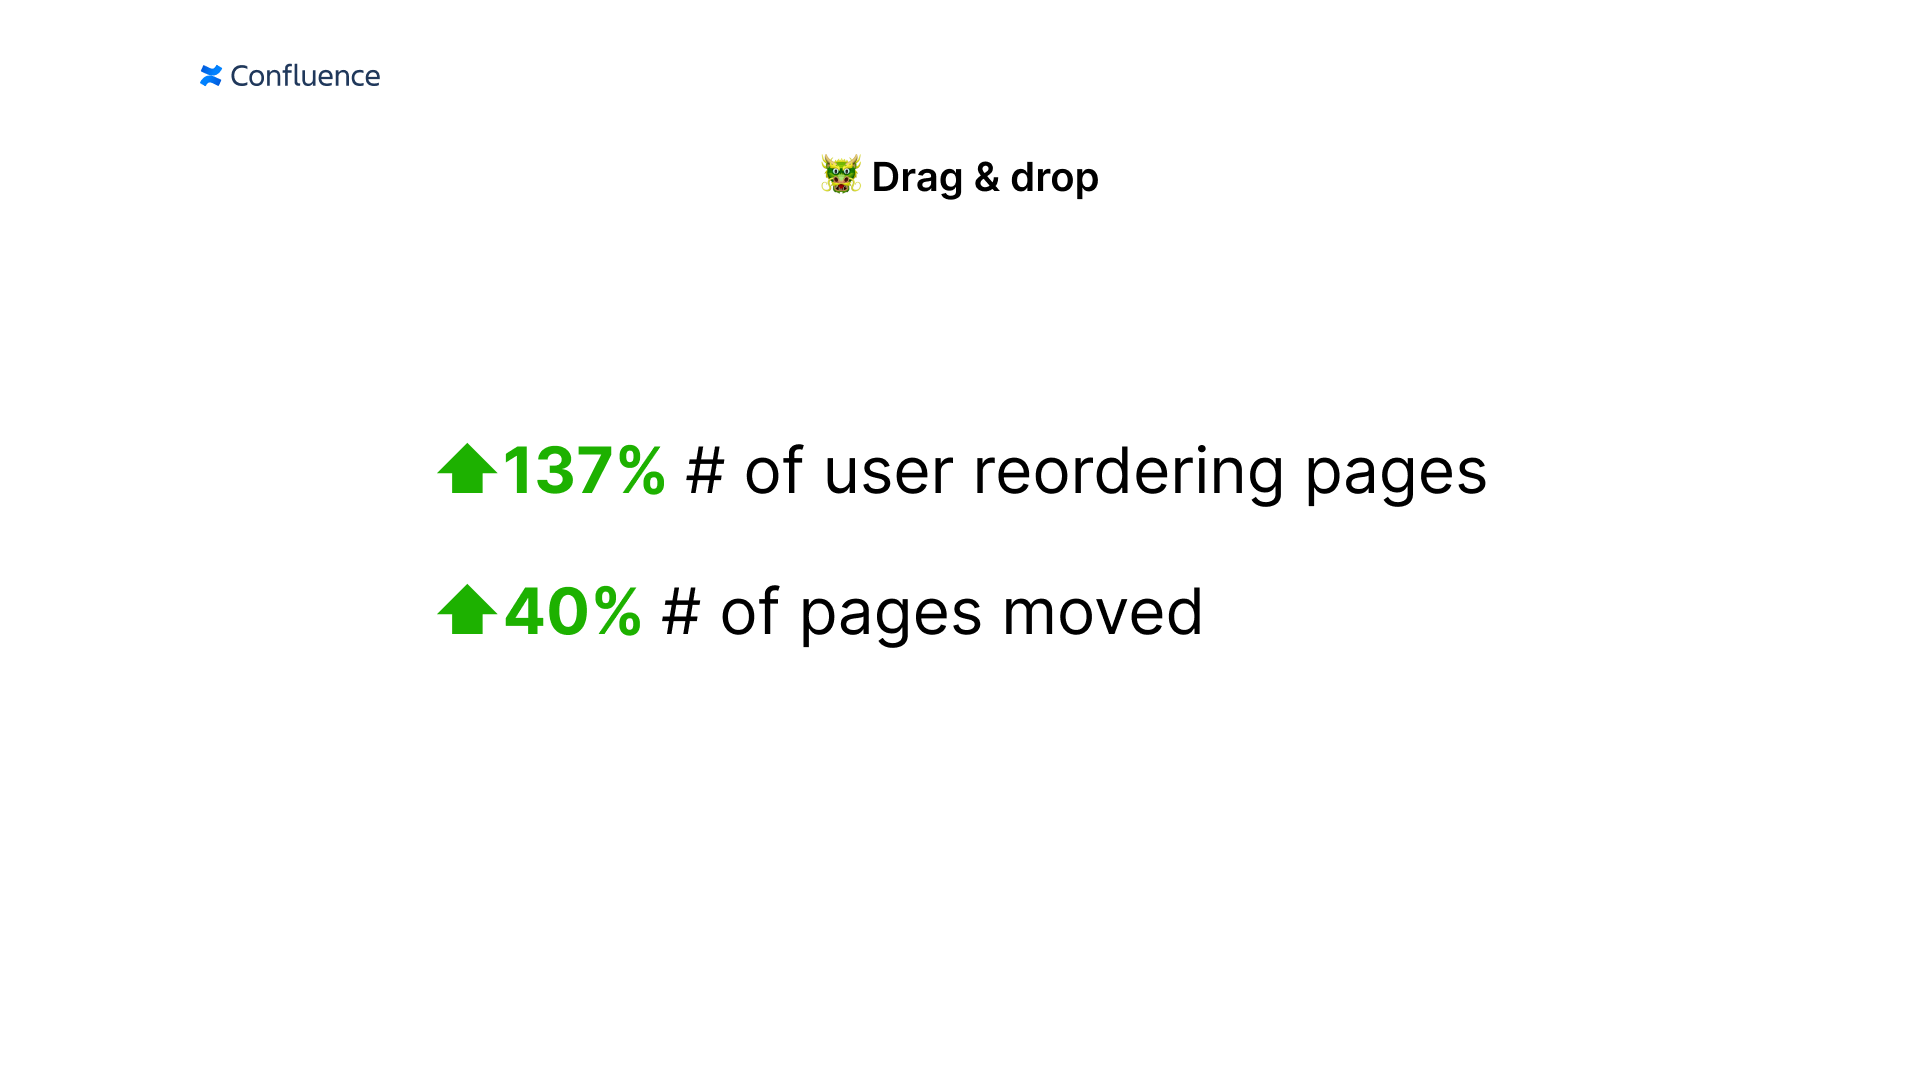 Confluence
🐲 Drag & drop
⬆137% # of user reordering pages
⬆40% # of pages moved